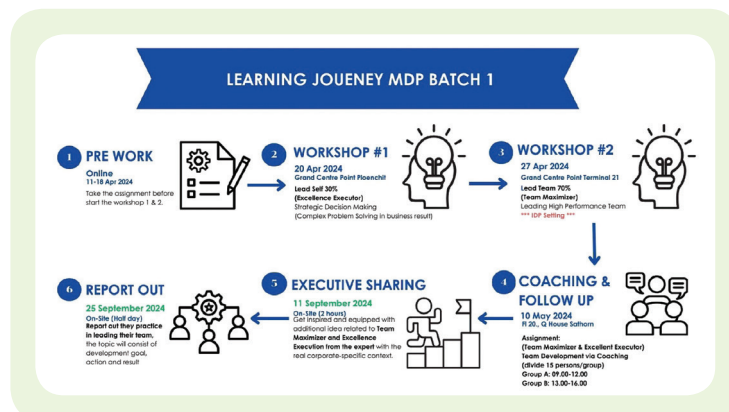 LEARNING JOUENEY MDP BATCH 1
1 PRE WORK
Online
11-18 Apr 2024
Take the assignment before
start the workshop 1 & 2.
2 WORKSHOP #1
20 Apr 2024
Grand Centre Point Ploenchit
Lead Self 30%
(Excellence Executor)
Strategic Decision Making
(Complex Problem Solving in business result)
3 WORKSHOP #2
27 Apr 2024
Grand Centre Point Terminal 21
Lead Team 70%
(Team Maximizer)
Leading High Performance Team
*** IDP Setting ***
4 COACHING &
FOLLOW UP
10 May 2024
Fl 20., Q House Sathorn
Assignment:
(Team Maximizer & Excellent Executor)
Team Development via Coaching
(divide 15 persons/group)
Group A: 09.00-12.00
Group B: 13.00-16.00
5 EXECUTIVE SHARING
11 September 2024
On-Site (2 hours)
Get inspired and equipped with
additional idea related to Team
Maximizer and Excellence
Execution from the expert with the
real corporate-specific context.
6 REPORT OUT
25 September 2024
On-Site (Half day)
Report out they practice
in leading their team,
the topic will consist of
development goal,
action and result